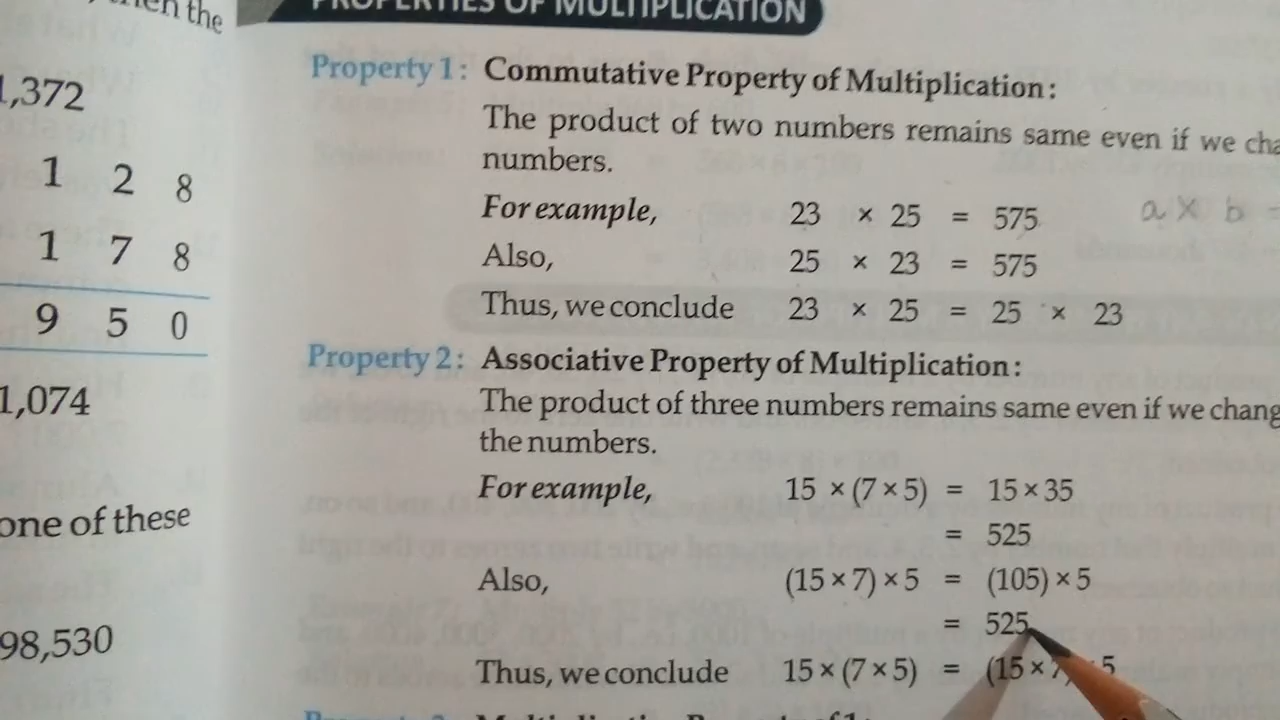 then the
PROPERTIES OF MULTIPLICATION
1,372
1 2 8
1 7 8
9 5 0
1,074
one of these
98,530
Property 1: Commutative Property of Multiplication:
The product of two numbers remains same even if we cha
numbers.
For example, 23 × 25 = 575
a × b =
Also, 25 × 23 = 575
Thus, we conclude 23 × 25 = 25 × 23
Property 2: Associative Property of Multiplication:
The product of three numbers remains same even if we chang
the numbers.
For example, 15 × (7 × 5) = 15 × 35
= 525
Also, (15 × 7) × 5 = (105) × 5
= 525
Thus, we conclude 15 × (7 × 5) = (15 × 7) 5